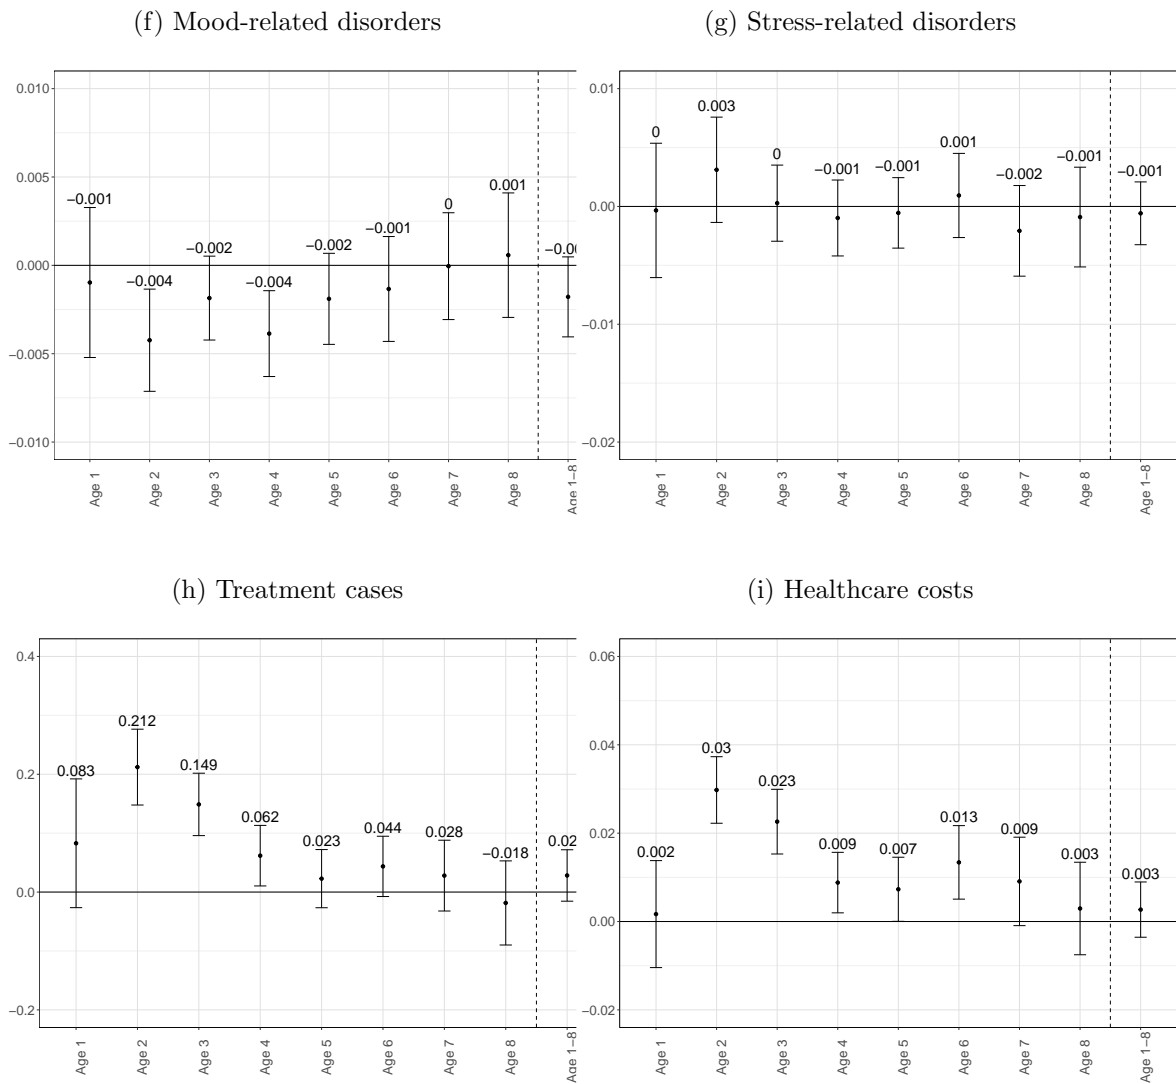 (f) Mood-related disorders
0.010
0.005
0.000
−0.005
−0.010
−0.001
−0.004
−0.002
−0.004
−0.002
−0.001
0
0.001
−0.00
Age 1
Age 2
Age 3
Age 4
Age 5
Age 6
Age 7
Age 8
Age 1−8
(g) Stress-related disorders
0.01
0.00
−0.01
−0.02
0
0.003
0
−0.001
−0.001
0.001
−0.002
−0.001
−0.001
Age 1
Age 2
Age 3
Age 4
Age 5
Age 6
Age 7
Age 8
Age 1−8
(h) Treatment cases
0.4
0.2
0.0
−0.2
0.083
0.212
0.149
0.062
0.023
0.044
0.028
−0.018
0.02
Age 1
Age 2
Age 3
Age 4
Age 5
Age 6
Age 7
Age 8
Age 1−8
(i) Healthcare costs
0.06
0.04
0.02
0.00
−0.02
0.002
0.03
0.023
0.009
0.007
0.013
0.009
0.003
0.003
Age 1
Age 2
Age 3
Age 4
Age 5
Age 6
Age 7
Age 8
Age 1−8